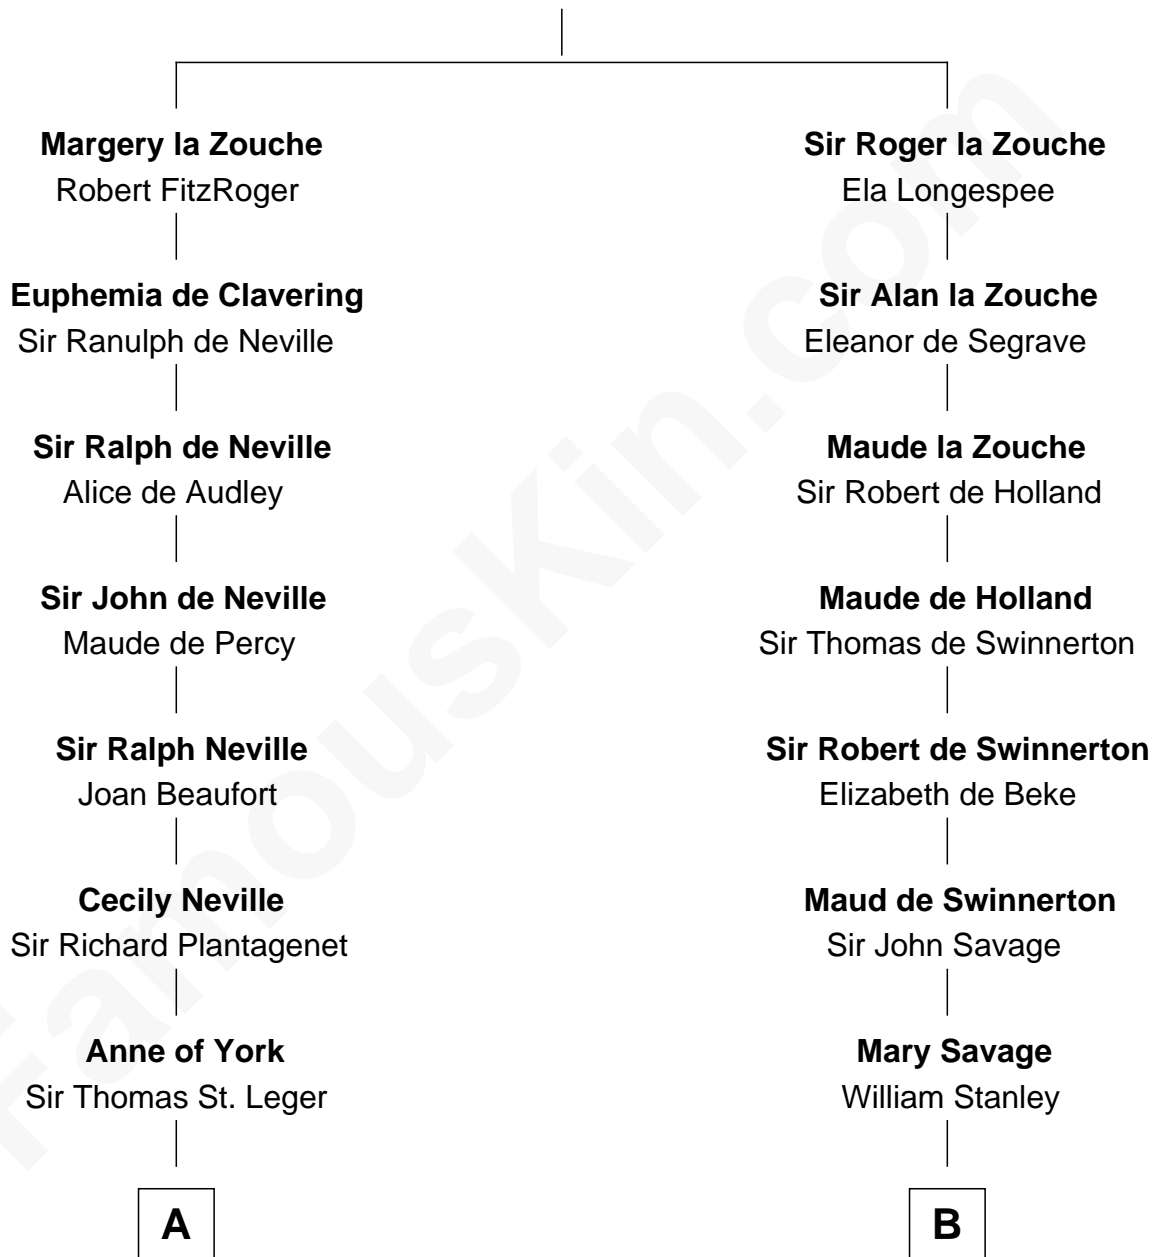 Margery la Zouche
Robert FitzRoger
Euphemia de Clavering
Sir Ranulph de Neville
Sir Ralph de Neville
Alice de Audley
Sir John de Neville
Maude de Percy
Sir Ralph Neville
Joan Beaufort
Cecily Neville
Sir Richard Plantagenet
Anne of York
Sir Thomas St. Leger
A
Sir Roger la Zouche
Ela Longespee
Sir Alan la Zouche
Eleanor de Segrave
Maude la Zouche
Sir Robert de Holland
Maude de Holland
Sir Thomas de Swinnerton
Sir Robert de Swinnerton
Elizabeth de Beke
Maud de Swinnerton
Sir John Savage
Mary Savage
William Stanley
B
FamousKin.com